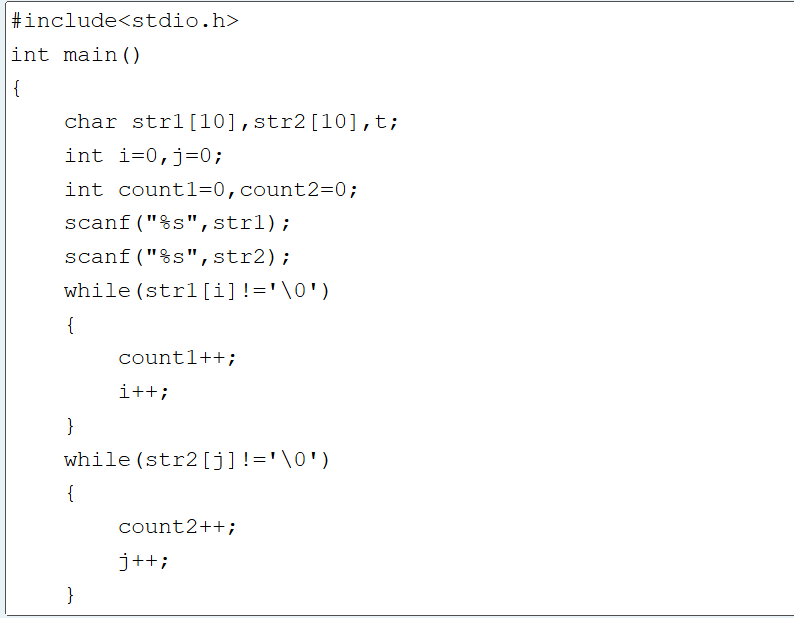 #include<stdio.h>
int main()
{
    char str1[10],str2[10],t;
    int i=0,j=0;
    int count1=0,count2=0;
    scanf("%s",str1);
    scanf("%s",str2);
    while(str1[i]!='\0')
    {
        count1++;
        i++;
    }
    while(str2[j]!='\0')
    {
        count2++;
        j++;
    }